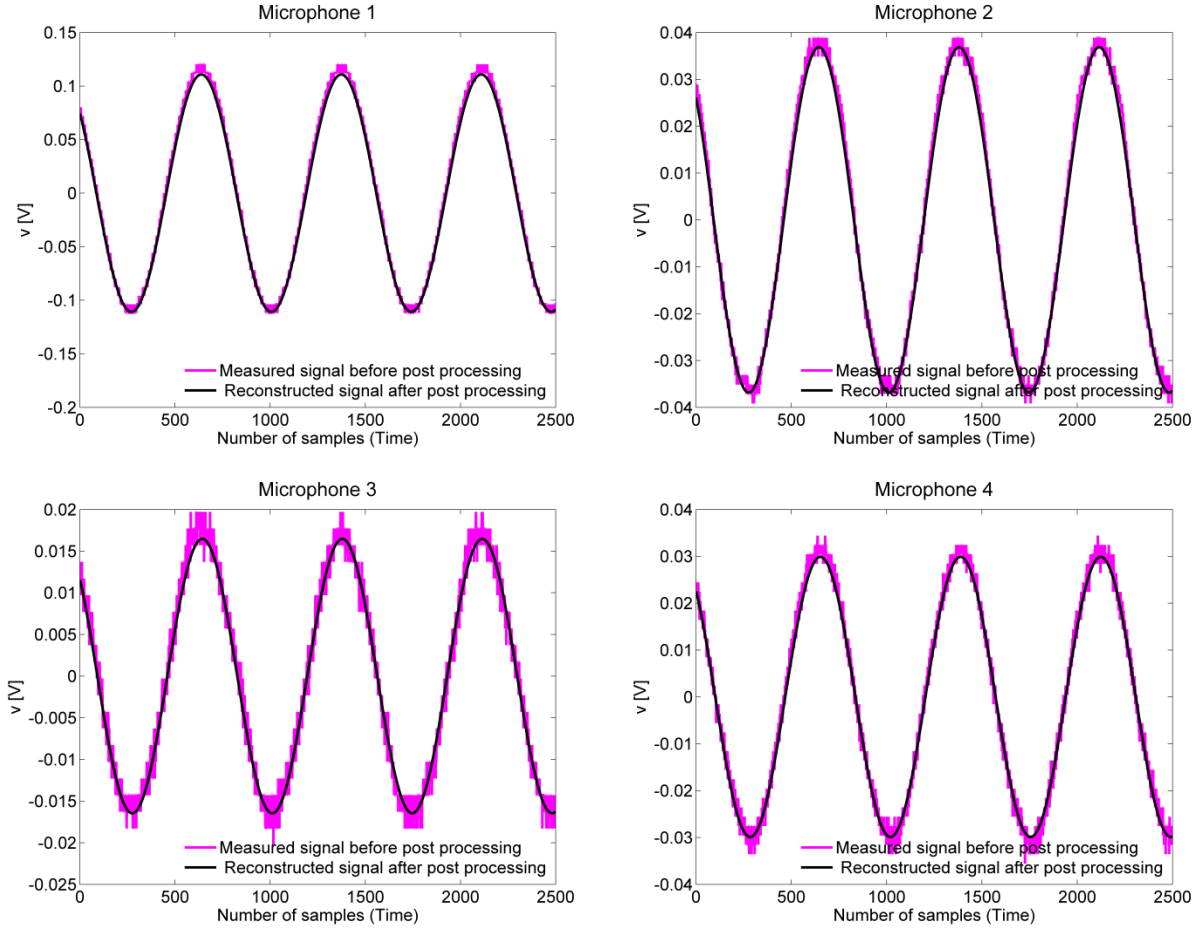 Microphone 1
0.15
0.1
0.05
0
-0.05
-0.1
-0.15
-0.2
v [V]
Measured signal before post processing
Reconstructed signal after post processing
0 500 1000 1500 2000 2500
Number of samples (Time)
Microphone 2
0.04
0.03
0.02
0.01
0
-0.01
-0.02
-0.03
-0.04
v [V]
Measured signal before post processing
Reconstructed signal after post processing
0 500 1000 1500 2000 2500
Number of samples (Time)
Microphone 3
0.02
0.015
0.01
0.005
0
-0.005
-0.01
-0.015
-0.02
-0.025
v [V]
Measured signal before post processing
Reconstructed signal after post processing
0 500 1000 1500 2000 2500
Number of samples (Time)
Microphone 4
0.04
0.03
0.02
0.01
0
-0.01
-0.02
-0.03
-0.04
v [V]
Measured signal before post processing
Reconstructed signal after post processing
0 500 1000 1500 2000 2500
Number of samples (Time)